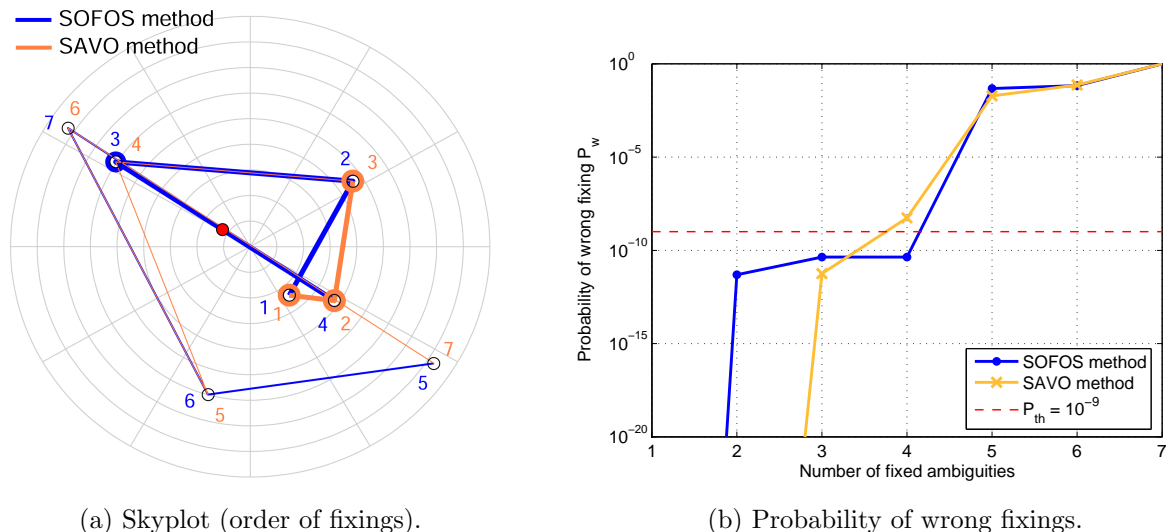 SOFOS method
SAVO method
6
7
3
4
2
3
1
1
4
2
7
5
6
5
(a) Skyplot (order of fixings).
Probability of wrong fixing P_w
10^0
10^-5
10^-10
10^-15
10^-20
1 2 3 4 5 6 7
Number of fixed ambiguities
SOFOS method
SAVO method
P_th = 10^-9
(b) Probability of wrong fixings.